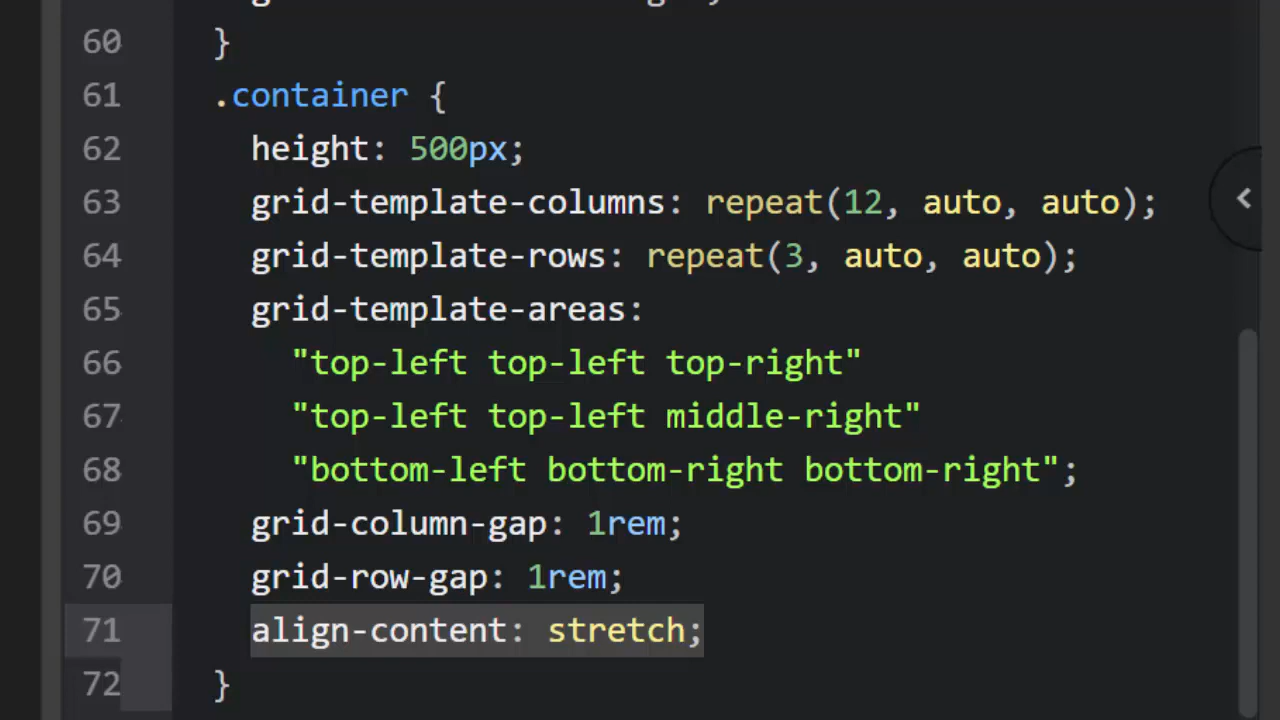 60 }
61 .container {
62 height: 500px;
63 grid-template-columns: repeat(12, auto, auto);
64 grid-template-rows: repeat(3, auto, auto);
65 grid-template-areas:
66 "top-left top-left top-right"
67 "top-left top-left middle-right"
68 "bottom-left bottom-right bottom-right";
69 grid-column-gap: 1rem;
70 grid-row-gap: 1rem;
71 align-content: stretch;
72 }